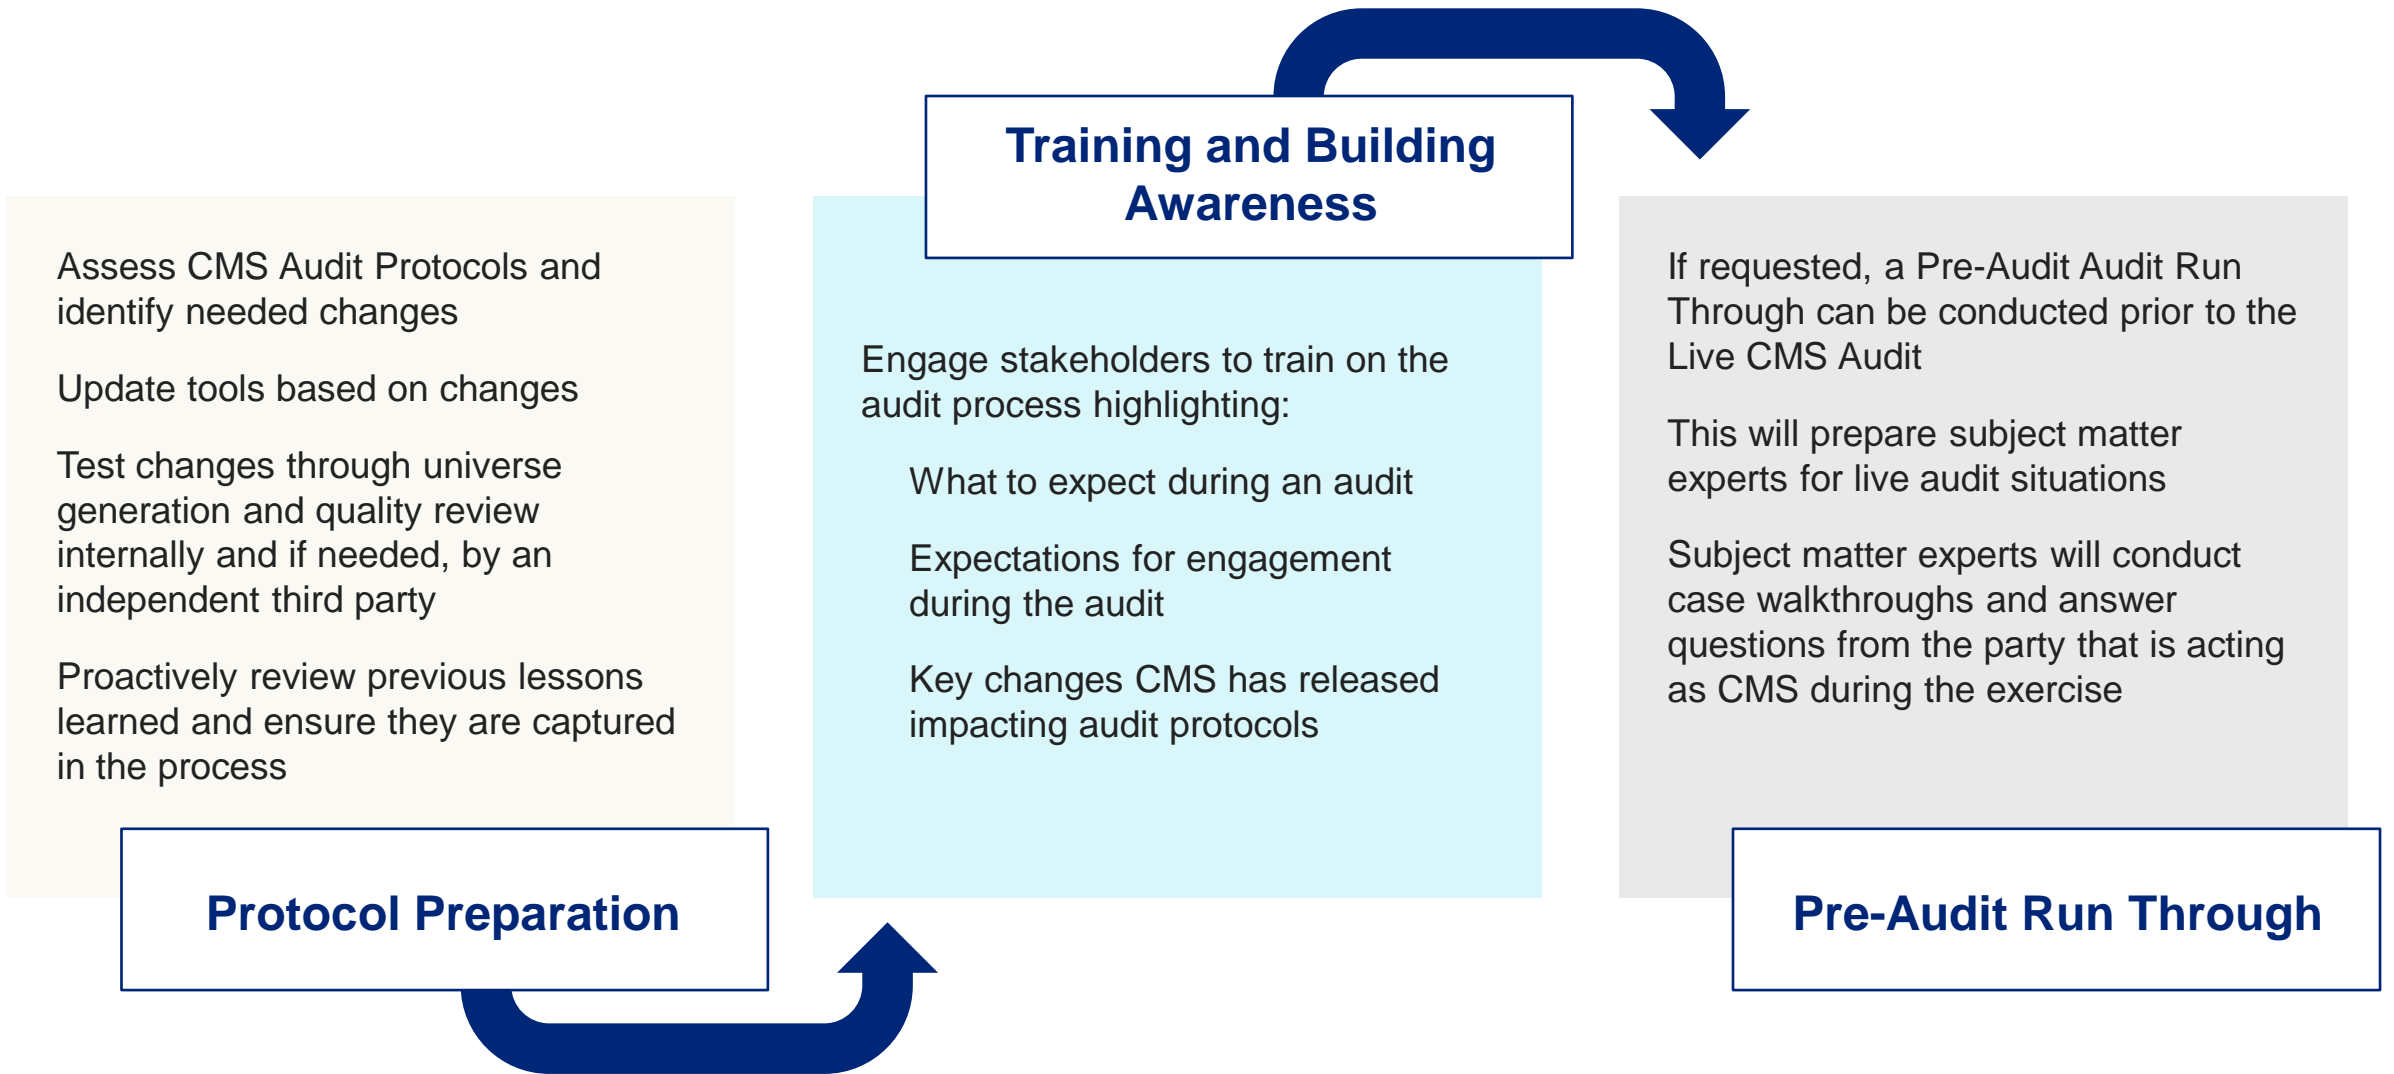 Assess CMS Audit Protocols and
identify needed changes
Update tools based on changes
Test changes through universe
generation and quality review
internally and if needed, by an
independent third party
Proactively review previous lessons
learned and ensure they are captured
in the process
Protocol Preparation
Training and Building
Awareness
Engage stakeholders to train on the
audit process highlighting:
What to expect during an audit
Expectations for engagement
during the audit
Key changes CMS has released
impacting audit protocols
If requested, a Pre-Audit Audit Run
Through can be conducted prior to the
Live CMS Audit
This will prepare subject matter
experts for live audit situations
Subject matter experts will conduct
case walkthroughs and answer
questions from the party that is acting
as CMS during the exercise
Pre-Audit Run Through